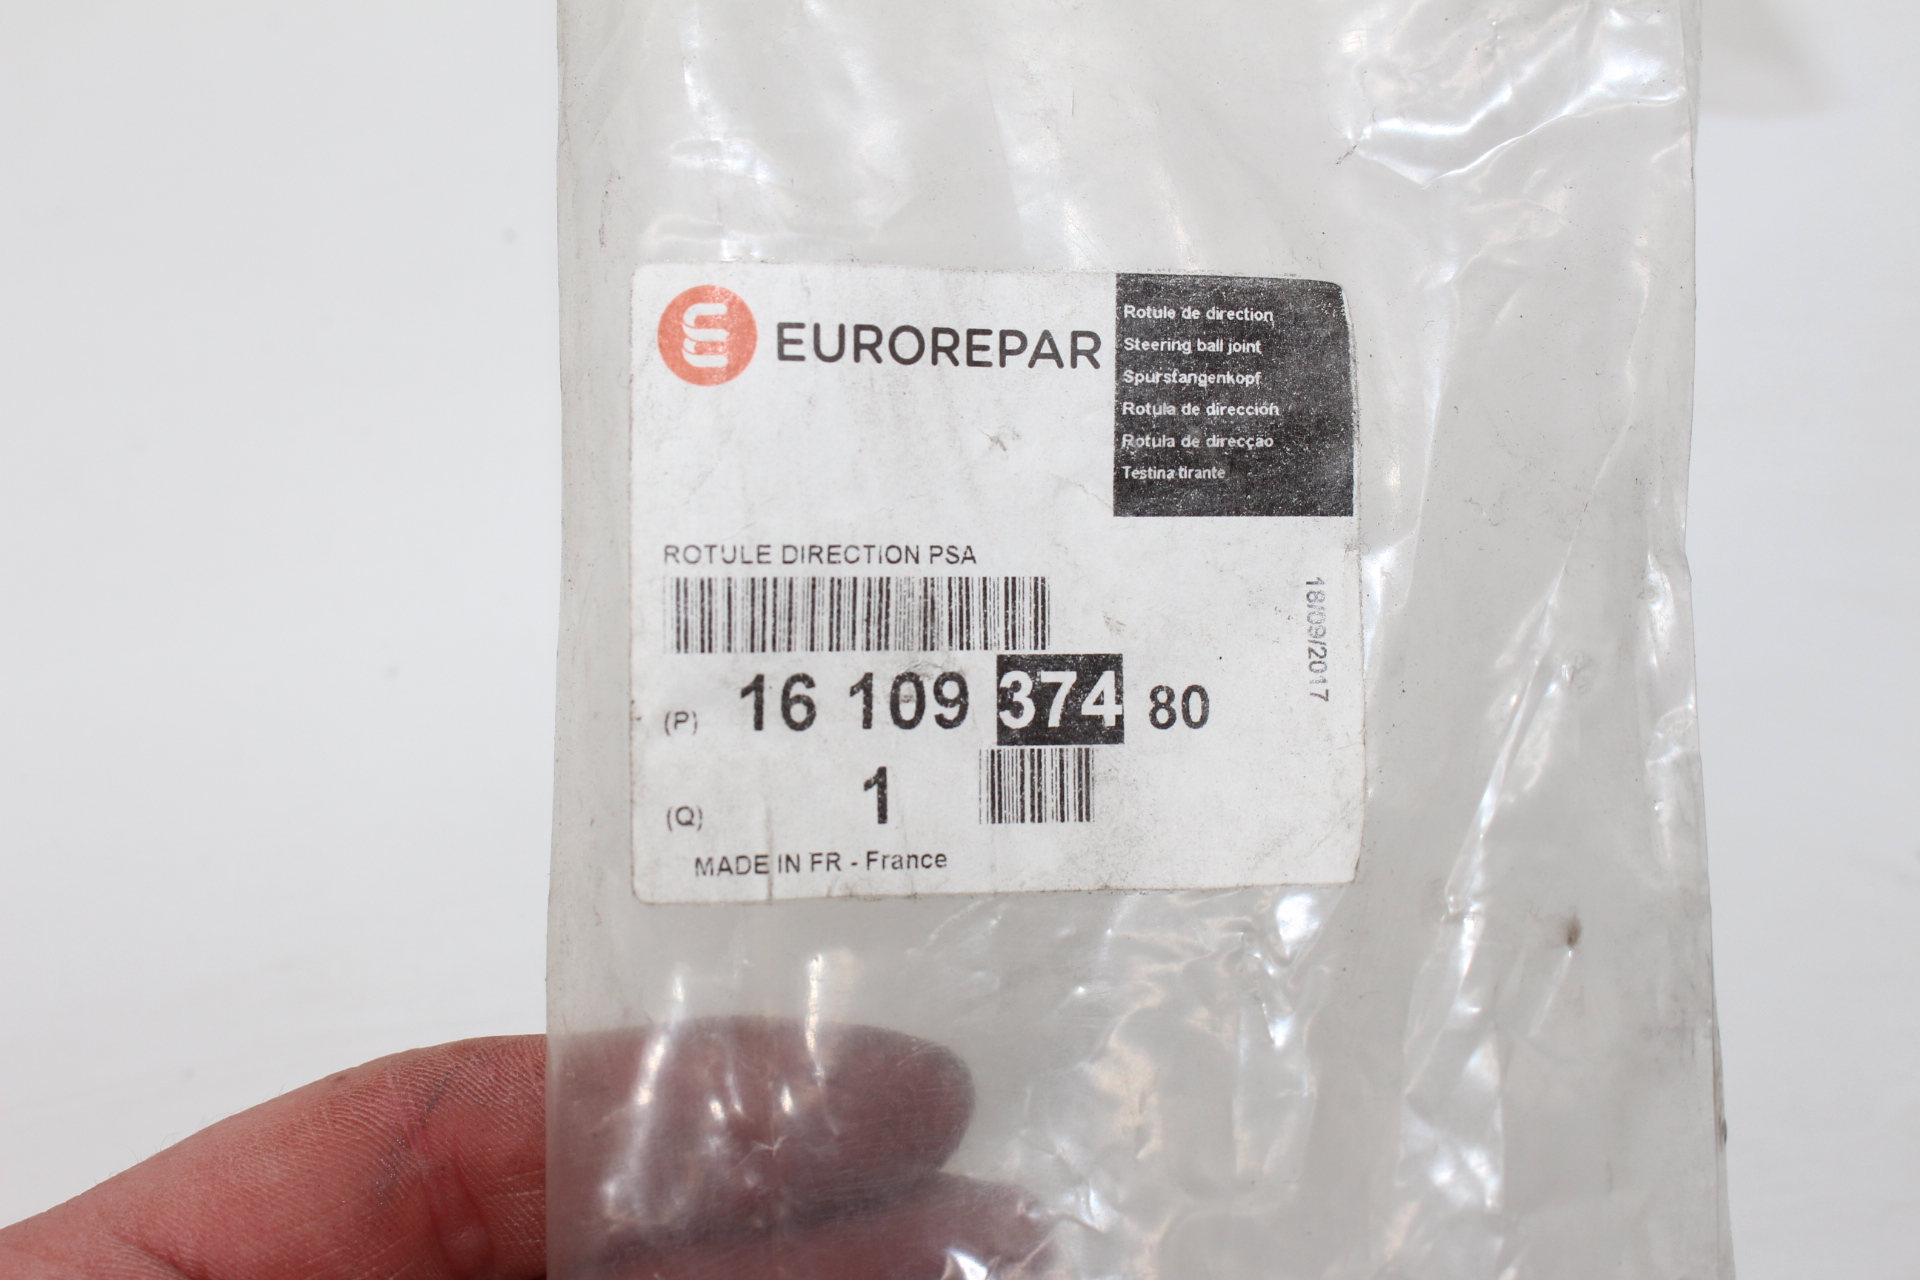 EUROREPAR
Rotule de direction
Steering ball joint
Spurstangenkopf
Rotula de dirección
Rotula de direcção
Testina tirante
ROTULE DIRECTION PSA
18/09/2017
(P) 16 109 374 80
(Q) 1
MADE IN FR - France